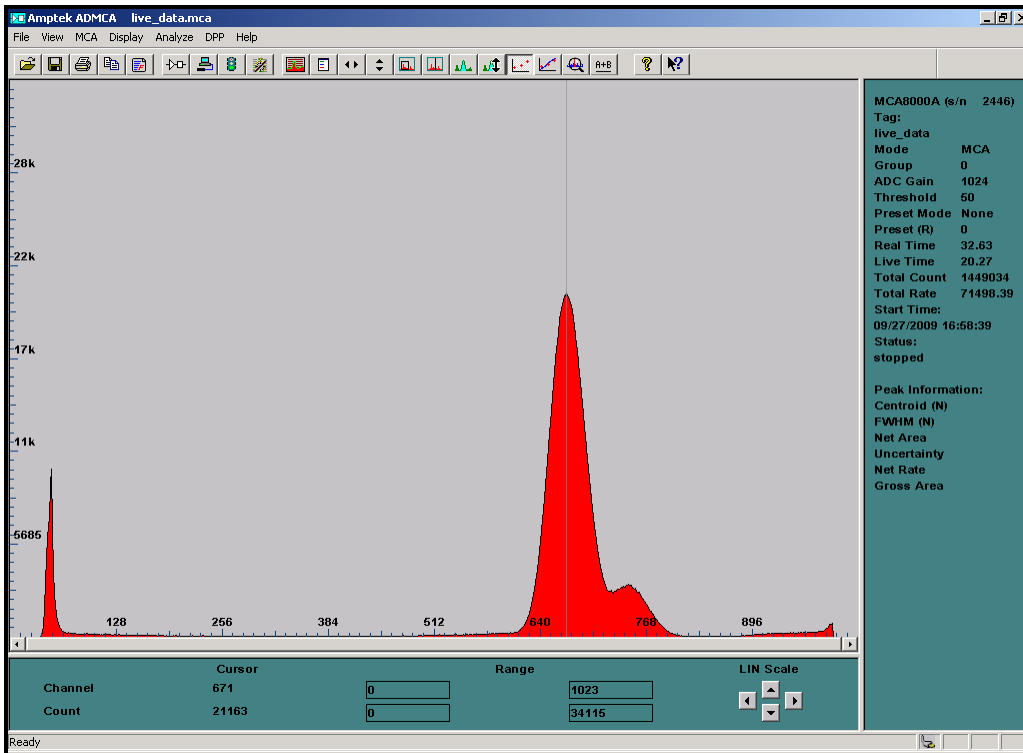 Amptek ADMCA    live_data.mca
File View MCA Display Analyze DPP Help
A+B
28k
22k
17k
11k
5685
128 256 384 512 640 768 896
MCA8000A (s/n 2446)
Tag:
live_data
Mode MCA
Group 0
ADC Gain 1024
Threshold 50
Preset Mode None
Preset (R) 0
Real Time 32.63
Live Time 20.27
Total Count 1449034
Total Rate 71498.39
Start Time:
09/27/2009 16:58:39
Status:
stopped
Peak Information:
Centroid (N)
FWHM (N)
Net Area
Uncertainty
Net Rate
Gross Area
Cursor Range LIN Scale
Channel 671 0 1023
Count 21163 0 34115
Ready